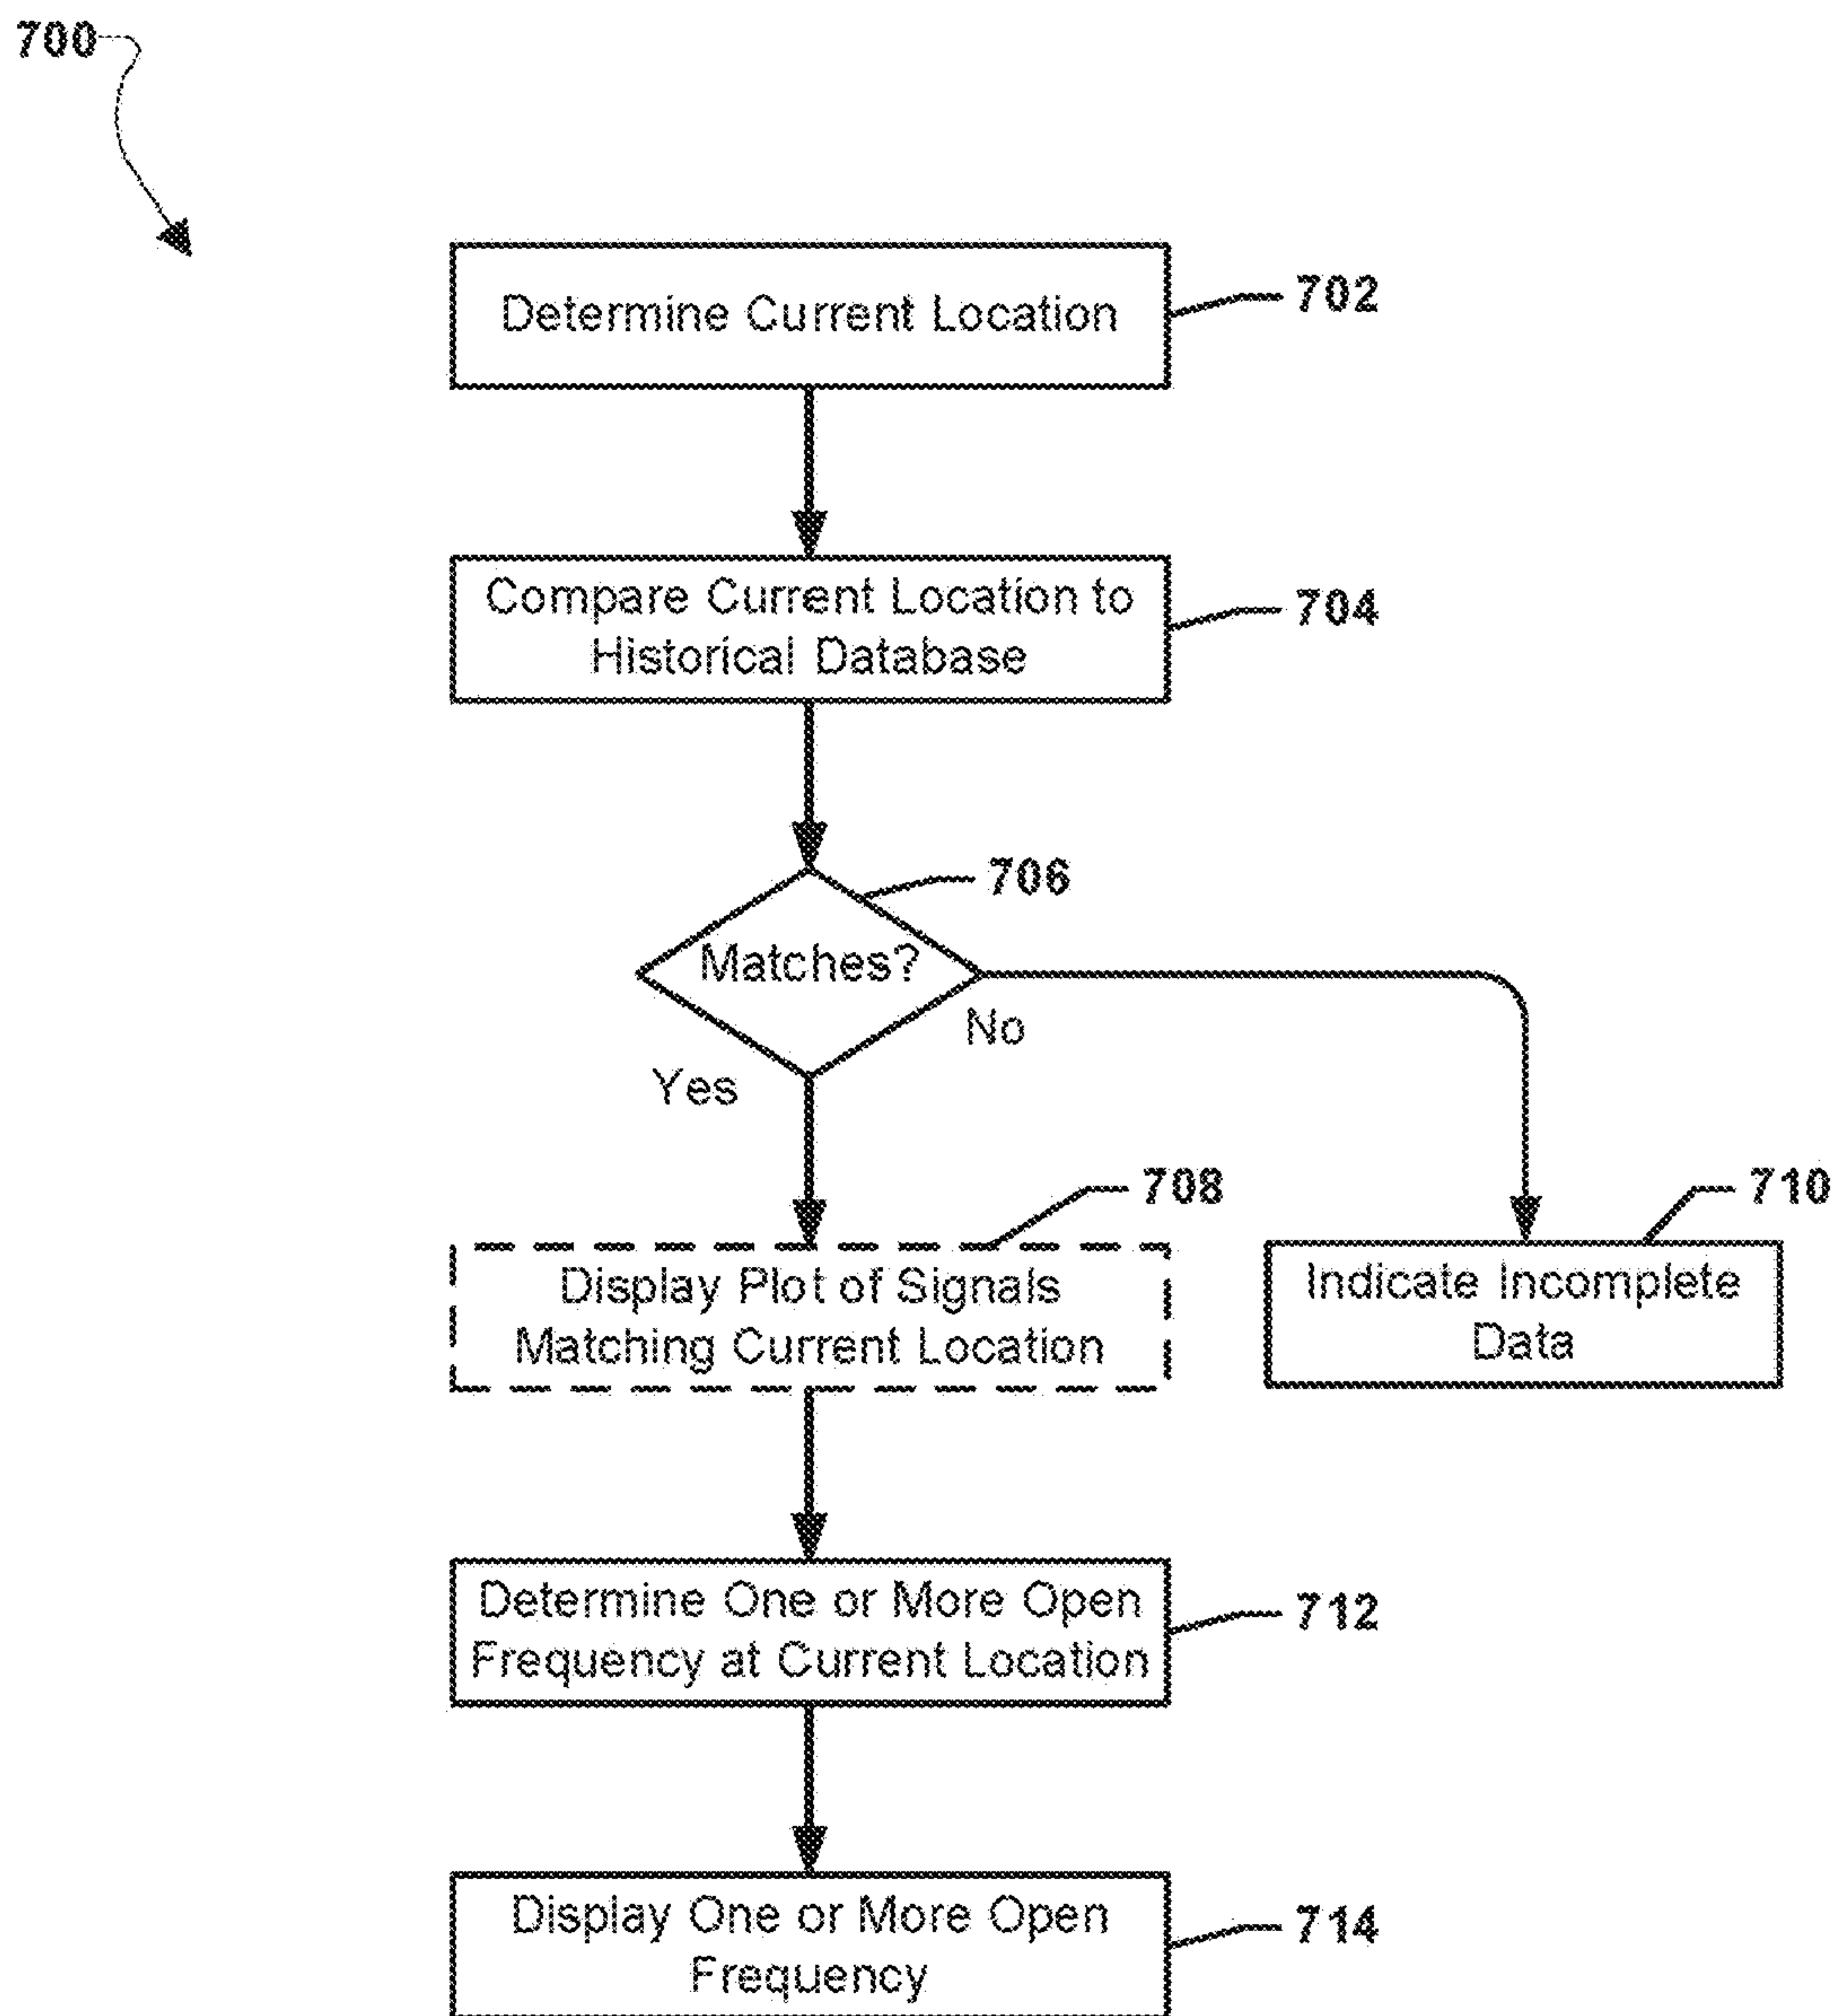 700
Determine Current Location
702
Compare Current Location to
Historical Database
704
706
Matches?
No
Yes
708
710
Display Plot of Signals
Matching Current Location
Indicate Incomplete
Data
Determine One or More Open
Frequency at Current Location
712
Display One or More Open
Frequency
714